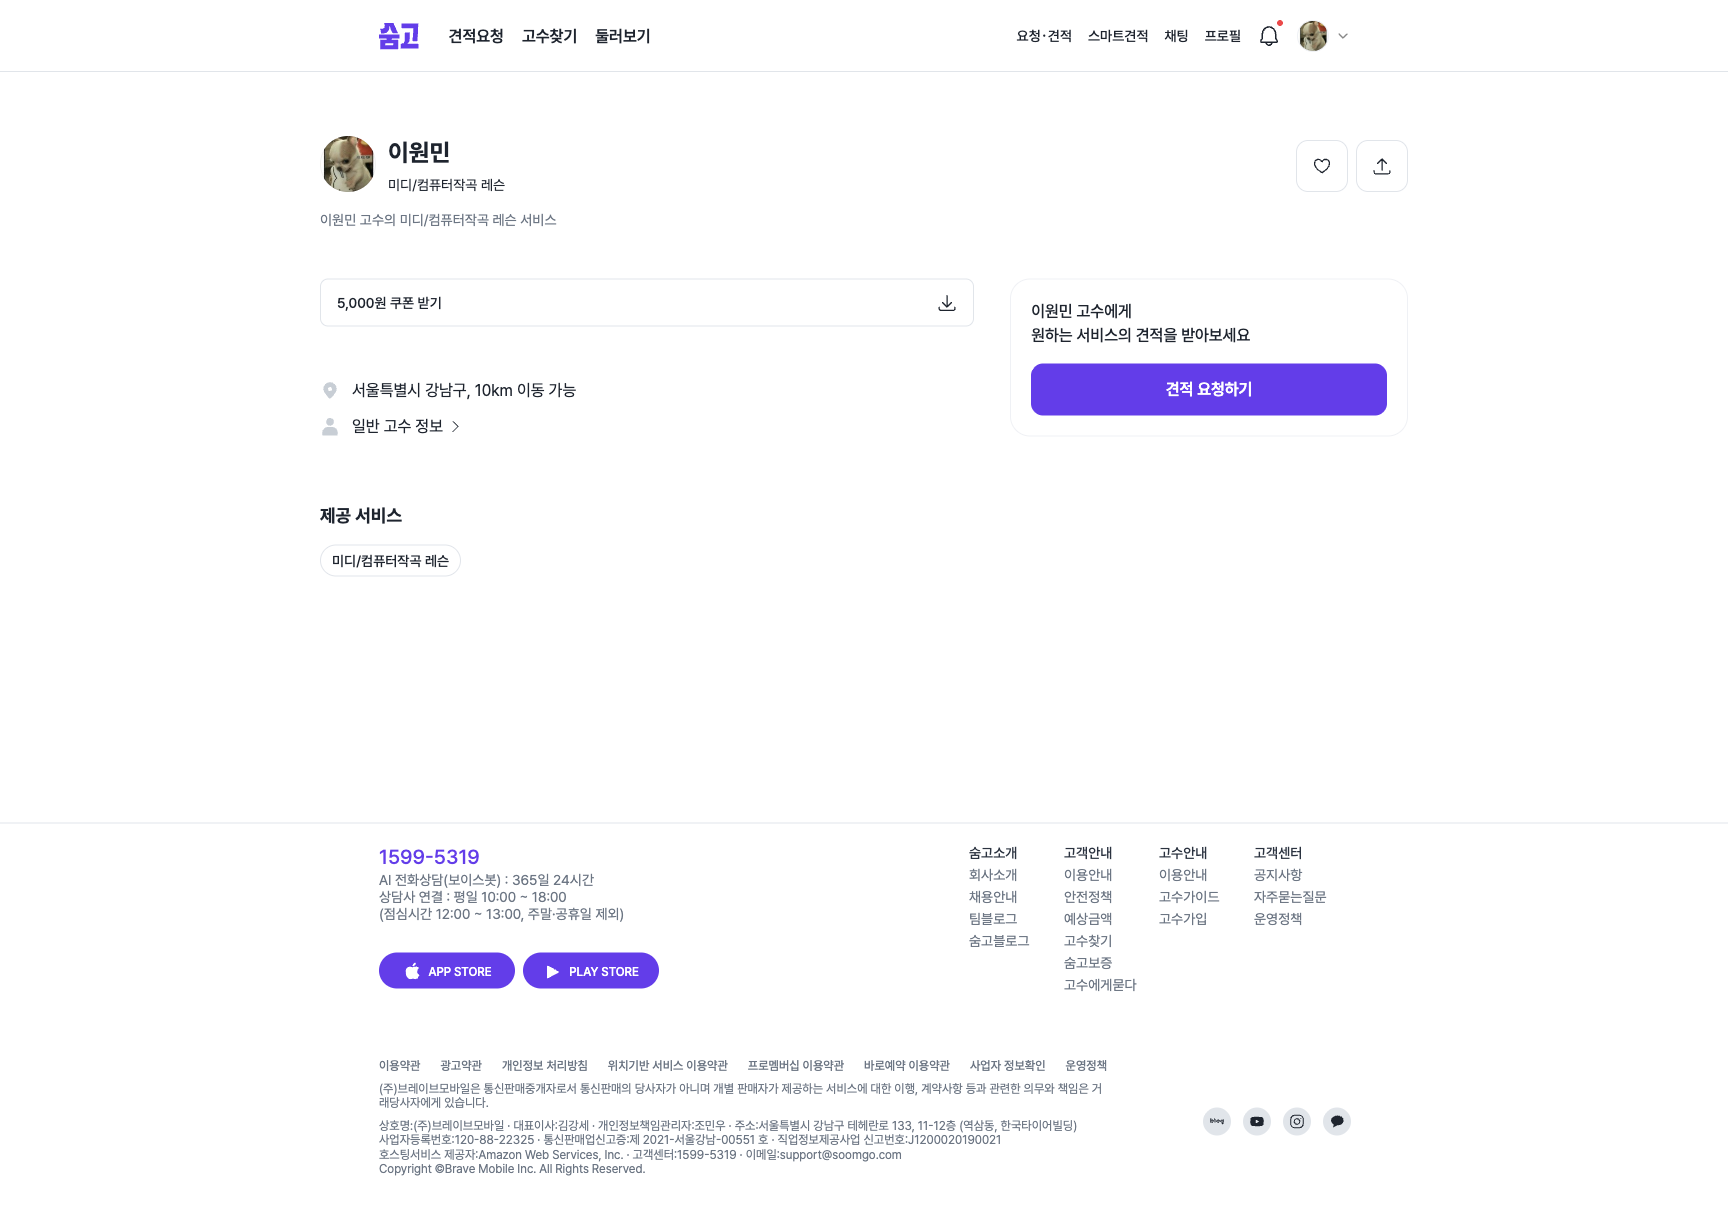 숨고
견적요청 고수찾기 둘러보기
요청·견적 스마트견적 채팅 프로필
이원민
미디/컴퓨터작곡 레슨
이원민 고수의 미디/컴퓨터작곡 레슨 서비스
5,000원 쿠폰 받기
이원민 고수에게
원하는 서비스의 견적을 받아보세요
견적 요청하기
서울특별시 강남구, 10km 이동 가능
일반 고수 정보
제공 서비스
미디/컴퓨터작곡 레슨
1599-5319
AI 전화상담(보이스봇) : 365일 24시간
상담사 연결 : 평일 10:00 ~ 18:00
(점심시간 12:00 ~ 13:00, 주말·공휴일 제외)
APP STORE
PLAY STORE
숨고소개
회사소개
채용안내
팀블로그
숨고블로그
고객안내
이용안내
안전정책
예상금액
고수찾기
숨고보증
고수에게묻다
고수안내
이용안내
고수가이드
고수가입
고객센터
공지사항
자주묻는질문
운영정책
이용약관 광고약관 개인정보 처리방침 위치기반 서비스 이용약관 프로멤버십 이용약관 바로예약 이용약관 사업자 정보확인 운영정책
(주)브레이브모바일은 통신판매중개자로서 통신판매의 당사자가 아니며 개별 판매자가 제공하는 서비스에 대한 이행, 계약사항 등과 관련한 의무와 책임은 거
래당사자에게 있습니다.
상호명:(주)브레이브모바일 · 대표이사:김강세 · 개인정보책임관리자:조민우 · 주소:서울특별시 강남구 테헤란로 133, 11-12층 (역삼동, 한국타이어빌딩)
사업자등록번호:120-88-22325 · 통신판매업신고증:제 2021-서울강남-00551 호 · 직업정보제공사업 신고번호:J1200020190021
호스팅서비스 제공자:Amazon Web Services, Inc. · 고객센터:1599-5319 · 이메일:support@soomgo.com
Copyright ©Brave Mobile Inc. All Rights Reserved.
blog